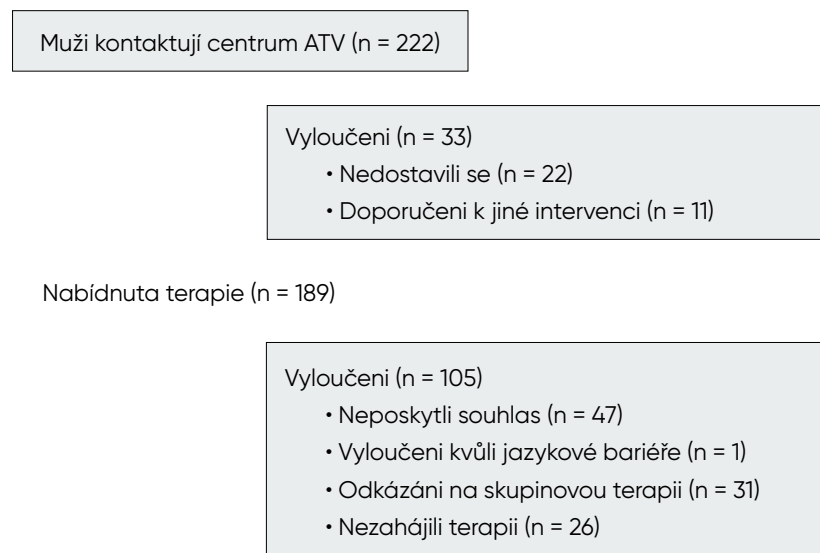 Muži kontaktují centrum ATV (n = 222)
Vyloučeni (n = 33)
• Nedostavili se (n = 22)
• Doporučeni k jiné intervenci (n = 11)
Nabídnuta terapie (n = 189)
Vyloučeni (n = 105)
• Neposkytli souhlas (n = 47)
• Vyloučeni kvůli jazykové bariéře (n = 1)
• Odkázáni na skupinovou terapii (n = 31)
• Nezahájili terapii (n = 26)